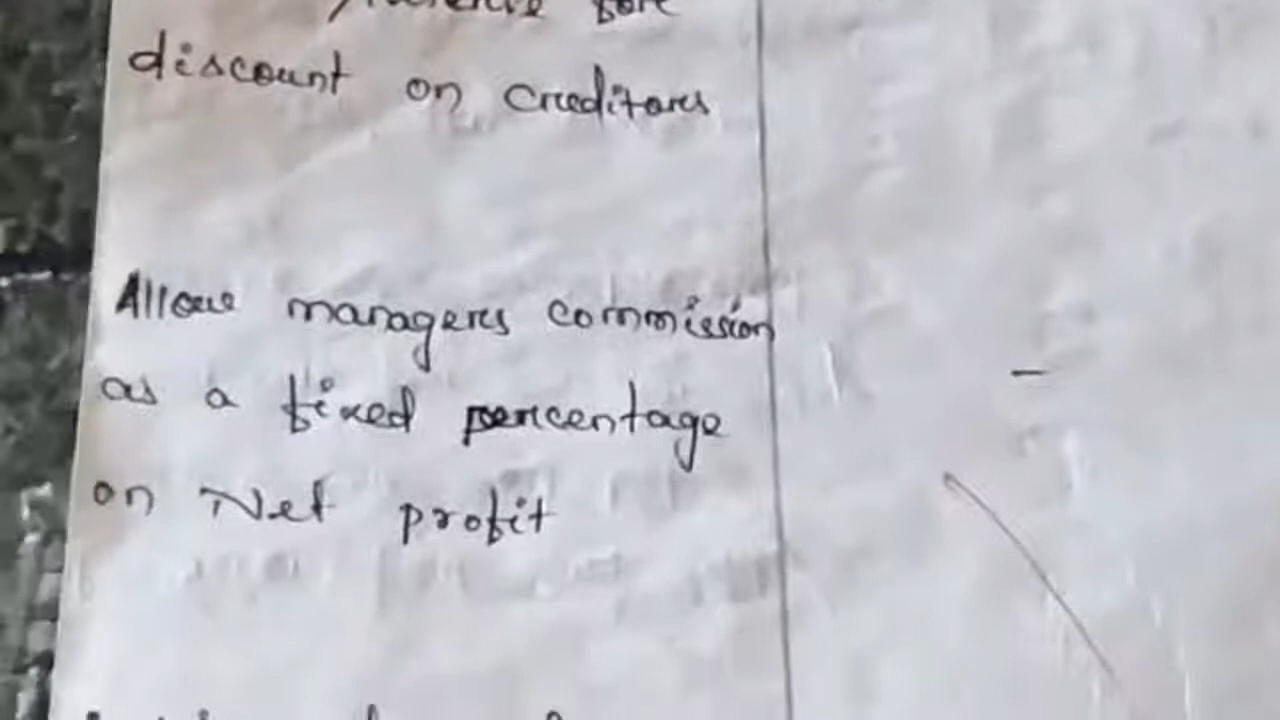 discount on creditors
Allow managers commission
as a fixed percentage
on Net profit